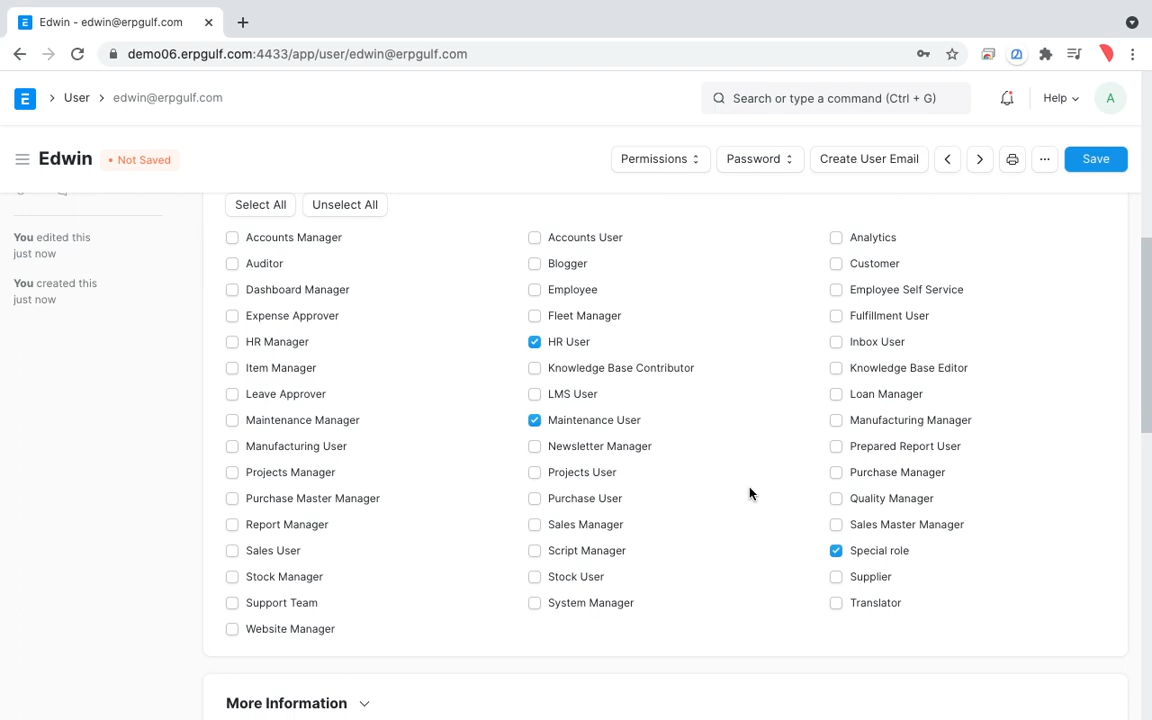 Edwin - edwin@erpgulf.com
demo06.erpgulf.com:4433/app/user/edwin@erpgulf.com
E > User > edwin@erpgulf.com Search or type a command (Ctrl + G) Help A
Edwin • Not Saved Permissions Password Create User Email Save
Select All Unselect All
You edited this
just now
You created this
just now
Accounts Manager Accounts User Analytics
Auditor Blogger Customer
Dashboard Manager Employee Employee Self Service
Expense Approver Fleet Manager Fulfillment User
HR Manager HR User Inbox User
Item Manager Knowledge Base Contributor Knowledge Base Editor
Leave Approver LMS User Loan Manager
Maintenance Manager Maintenance User Manufacturing Manager
Manufacturing User Newsletter Manager Prepared Report User
Projects Manager Projects User Purchase Manager
Purchase Master Manager Purchase User Quality Manager
Report Manager Sales Manager Sales Master Manager
Sales User Script Manager Special role
Stock Manager Stock User Supplier
Support Team System Manager Translator
Website Manager
More Information